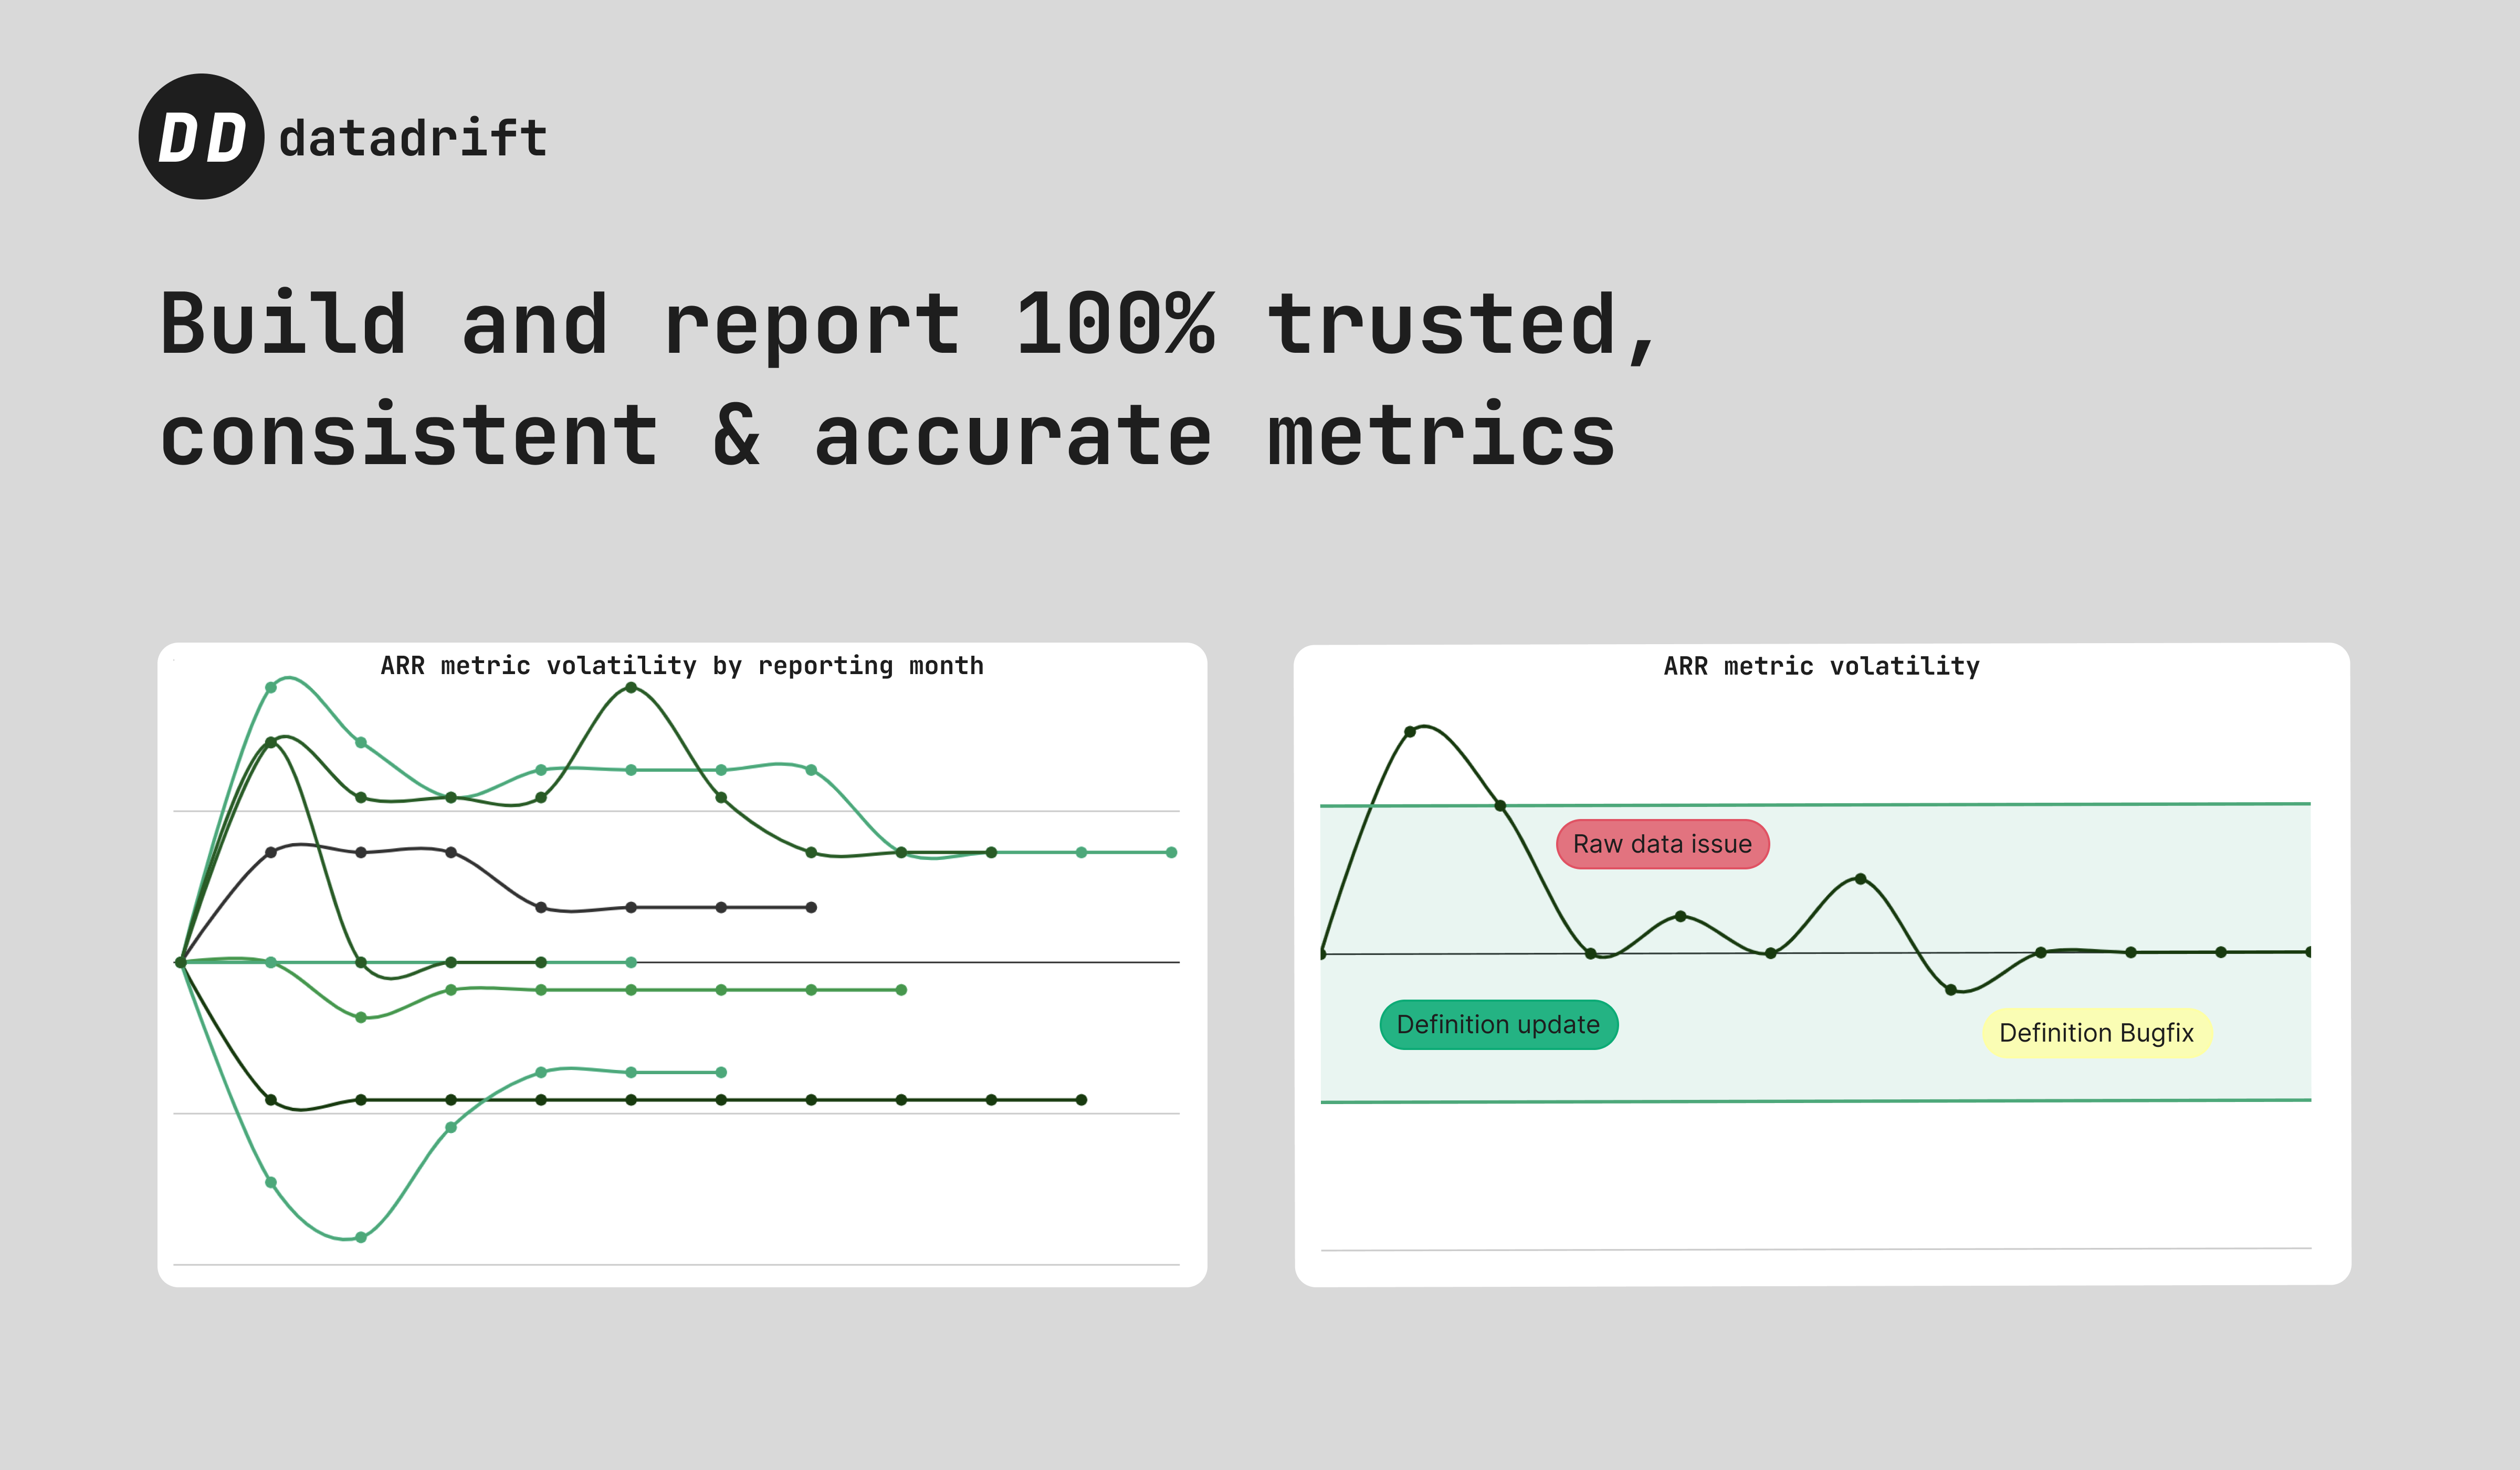 DD datadrift
Build and report 100% trusted,
consistent & accurate metrics
ARR metric volatility by reporting month
ARR metric volatility
Raw data issue
Definition update
Definition Bugfix